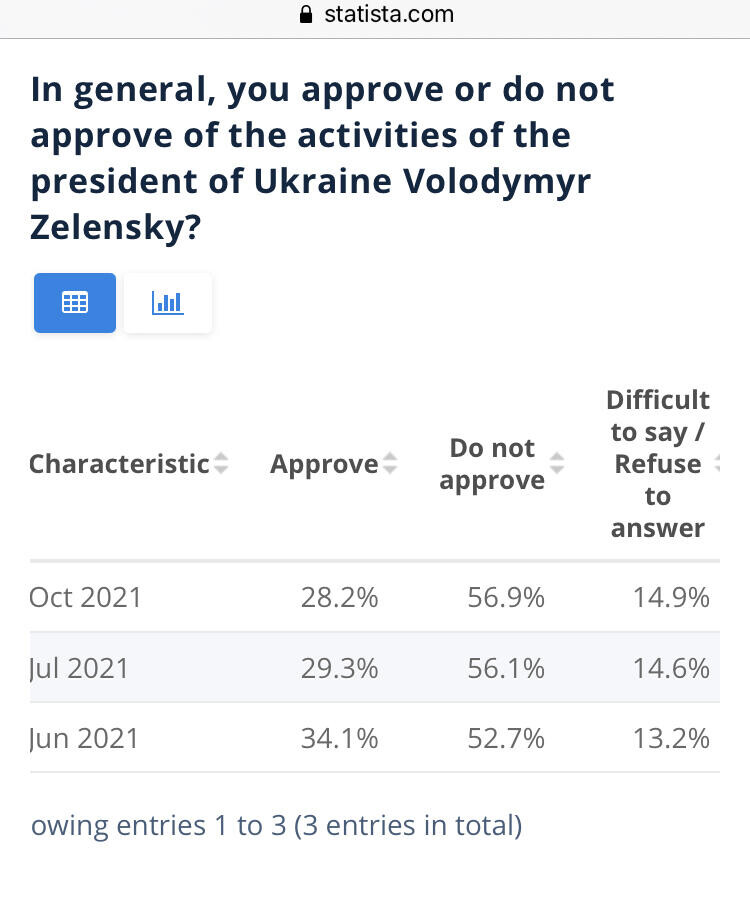 statista.com
In general, you approve or do not
approve of the activities of the
president of Ukraine Volodymyr
Zelensky?
Characteristic Approve Do not approve Difficult to say / Refuse to answer
Oct 2021 28.2% 56.9% 14.9%
Jul 2021 29.3% 56.1% 14.6%
Jun 2021 34.1% 52.7% 13.2%
owing entries 1 to 3 (3 entries in total)